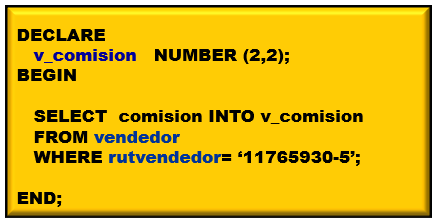 DECLARE
v_comision NUMBER (2,2);
BEGIN
SELECT comision INTO v_comision
FROM vendedor
WHERE rutvendedor= ‘11765930-5’;
END;